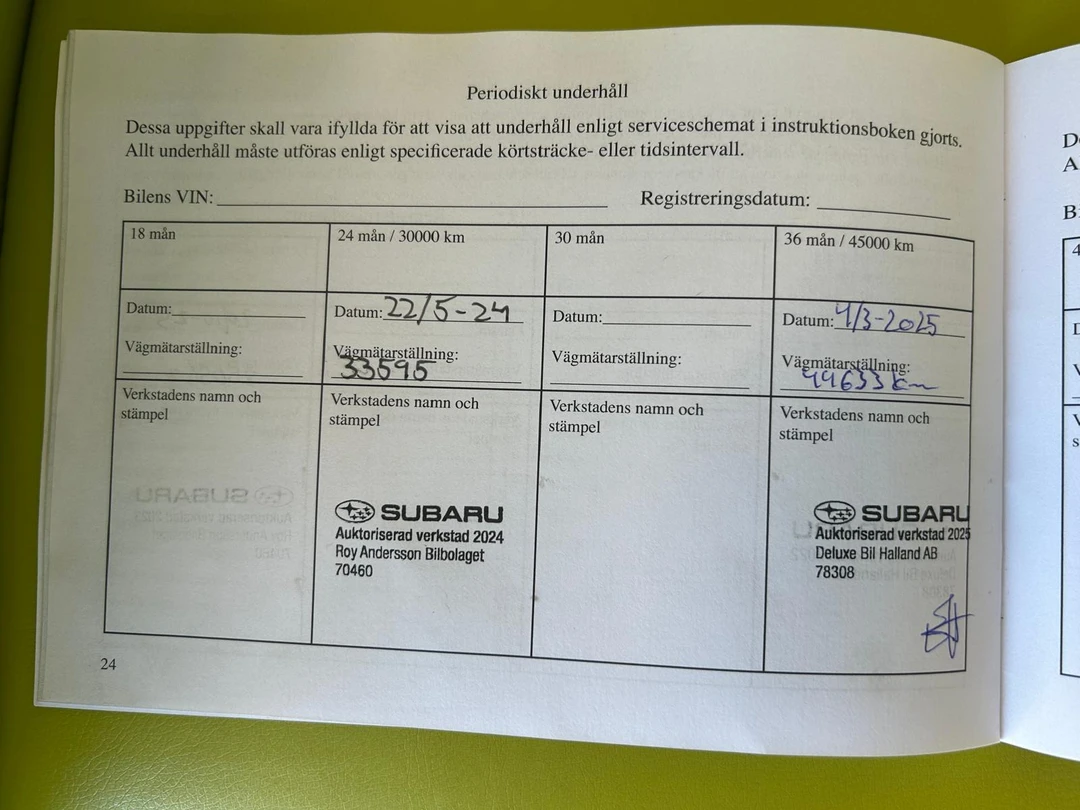 Periodiskt underhåll
Dessa uppgifter skall vara ifyllda för att visa att underhåll enligt serviceschemat i instruktionsboken gjorts.
Allt underhåll måste utföras enligt specificerade körtsträcke- eller tidsintervall.
Bilens VIN:
Registreringsdatum:
18 mån
Datum:
Vägmätarställning:
Verkstadens namn och
stämpel
24 mån / 30000 km
Datum: 22/5-24
Vägmätarställning:
33595
Verkstadens namn och
stämpel
SUBARU
Auktoriserad verkstad 2024
Roy Andersson Bilbolaget
70460
30 mån
Datum:
Vägmätarställning:
Verkstadens namn och
stämpel
36 mån / 45000 km
Datum: 4/3-2025
Vägmätarställning:
44633 km
Verkstadens namn och
stämpel
SUBARU
Auktoriserad verkstad 2025
Deluxe Bil Halland AB
78308
24